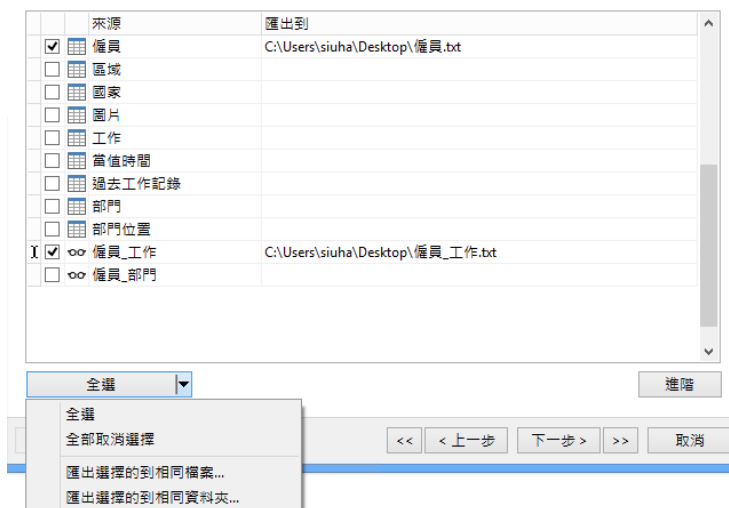 來源 匯出到
僱員 C:\Users\siuha\Desktop\僱員.txt
區域
國家
圖片
工作
當值時間
過去工作記錄
部門
部門位置
僱員_工作 C:\Users\siuha\Desktop\僱員_工作.txt
僱員_部門
全選 進階
全選
全部取消選擇
<< <上一步 下一步> >> 取消
匯出選擇的到相同檔案...
匯出選擇的到相同資料夾...